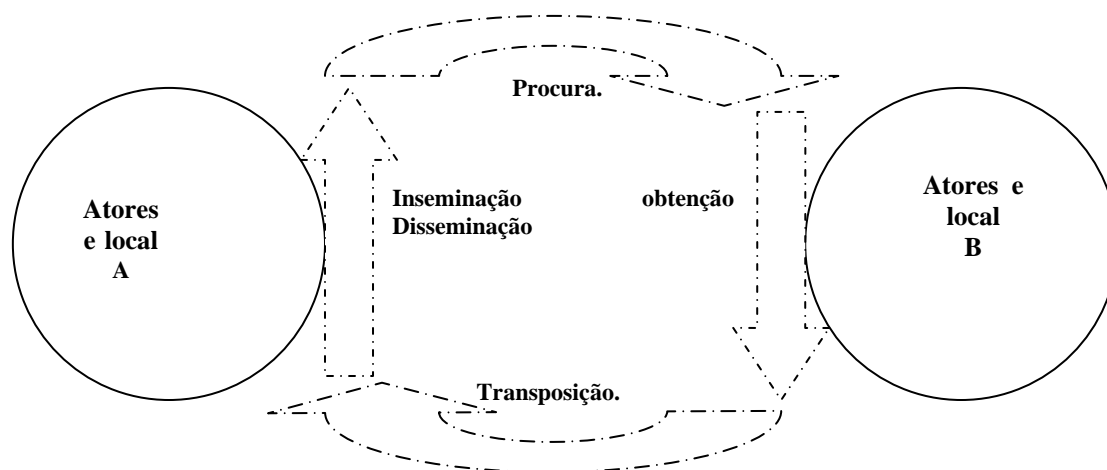 Procura.
Inseminação
Disseminação
obtenção
Atores e
local
B
Atores
e local
A
Transposição.